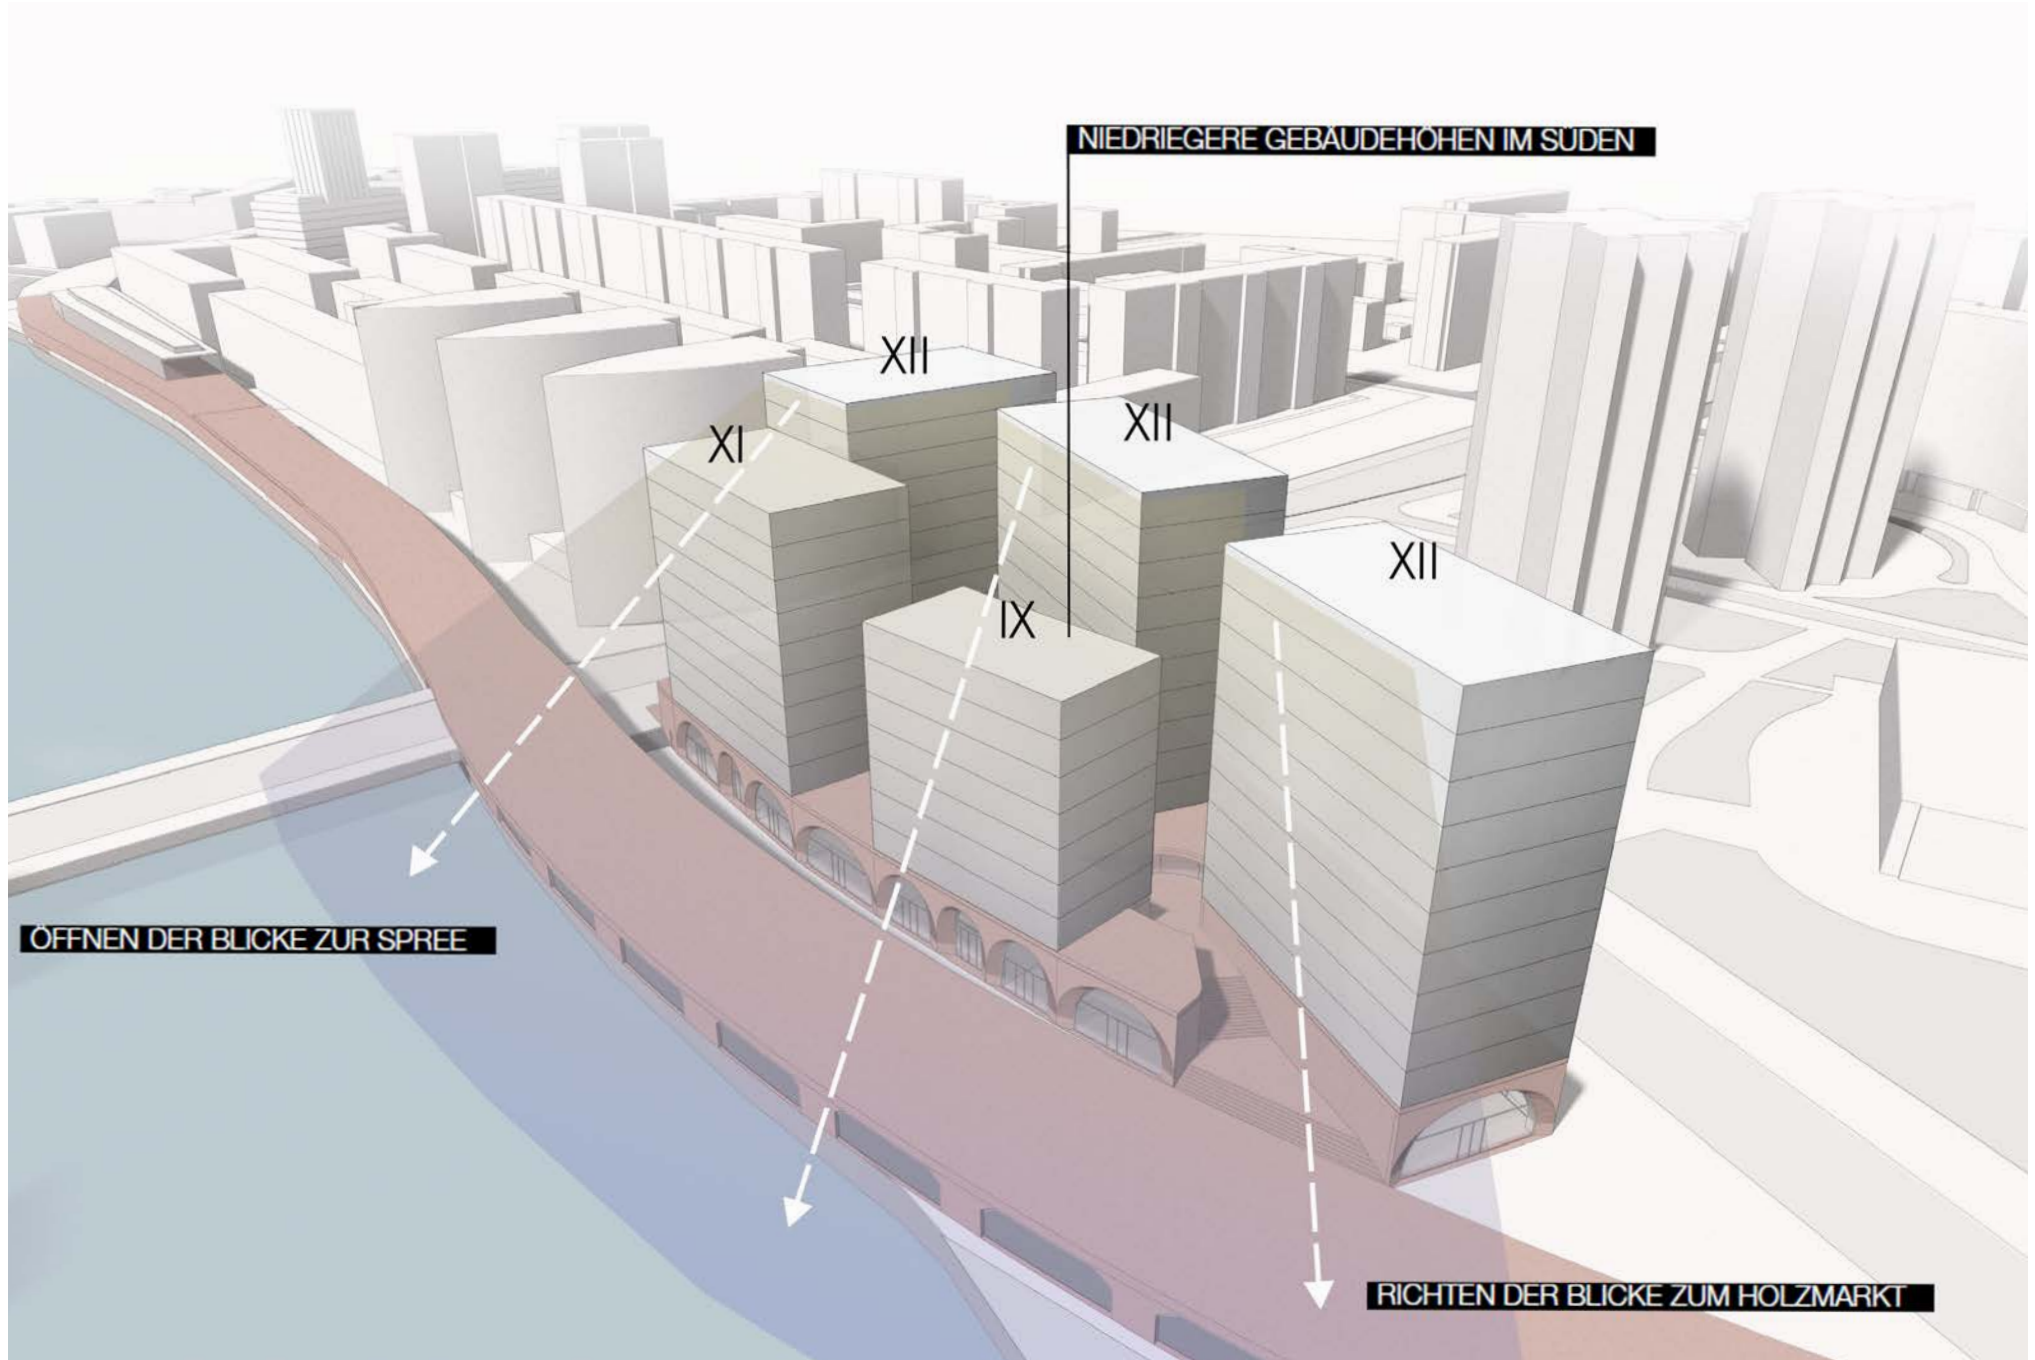 NIEDRIEGERE GEBÄUDEHÖHEN IM SÜDEN
XII
XI
XII
XII
IX
ÖFFNEN DER BLICKE ZUR SPREE
RICHTEN DER BLICKE ZUM HOLZMARKT